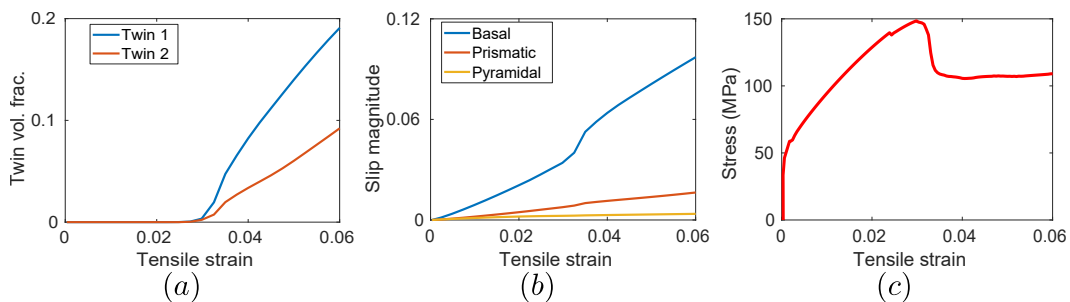 Twin vol. frac.
0.2
0.1
0
Twin 1
Twin 2
0
0.02
0.04
0.06
Tensile strain
(a)
Slip magnitude
0.12
0.06
0
Basal
Prismatic
Pyramidal
0
0.02
0.04
0.06
Tensile strain
(b)
Stress (MPa)
150
100
50
0
0
0.02
0.04
0.06
Tensile strain
(c)